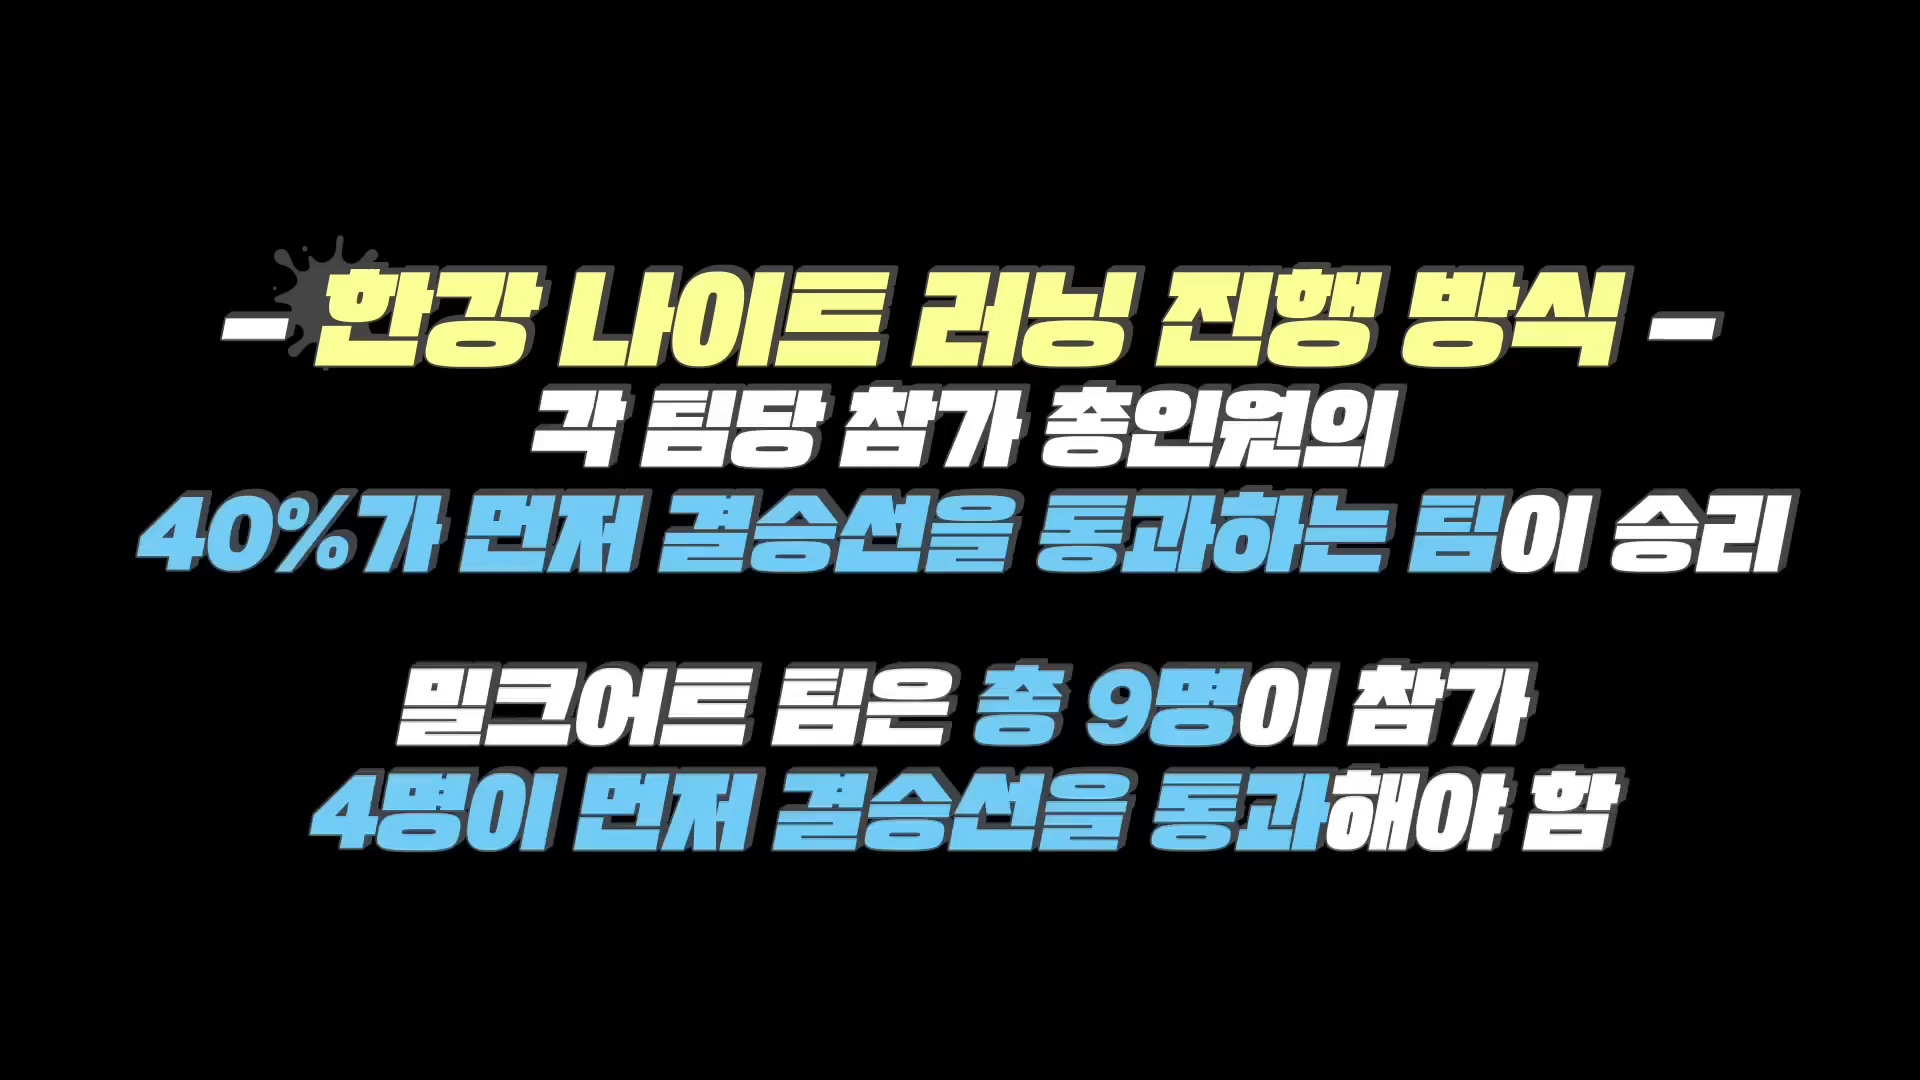 - 한강 나이트 러닝 진행 방식 -
각 팀당 참가 총인원의
40%가 먼저 결승선을 통과하는 팀이 승리
밀크어트 팀은 총 9명이 참가
4명이 먼저 결승선을 통과해야 함